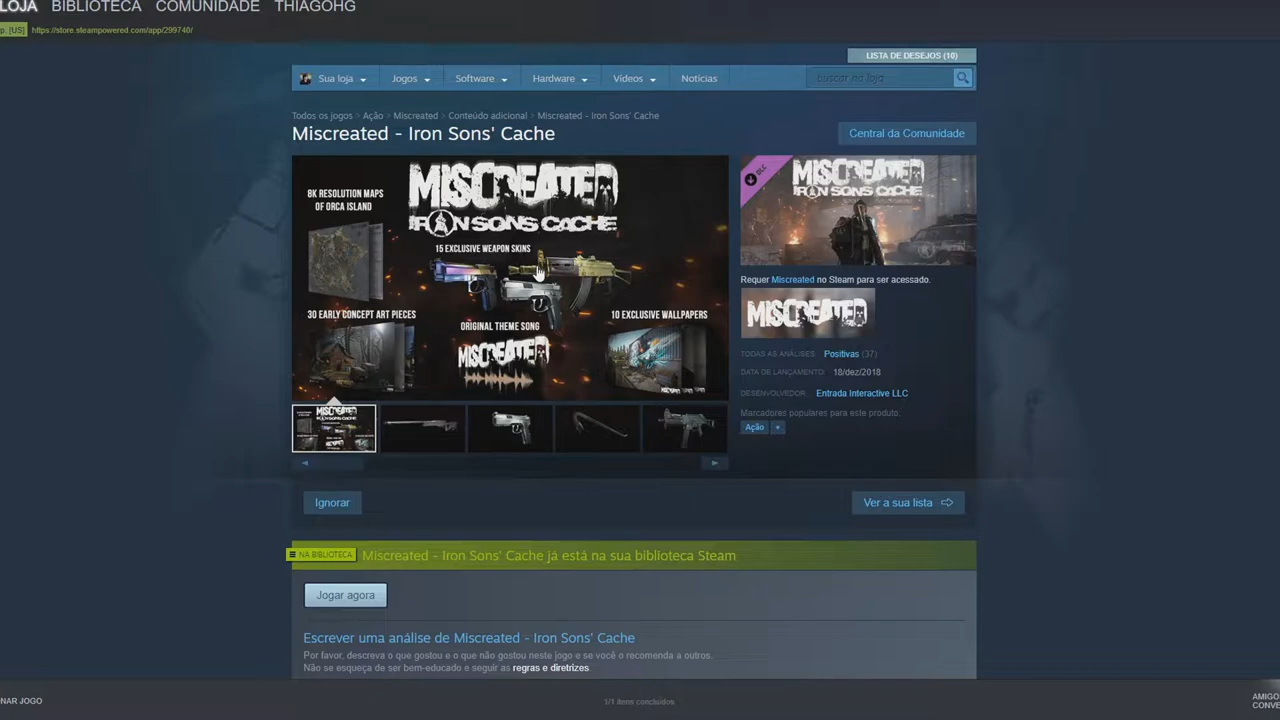 LOJA BIBLIOTECA COMUNIDADE THIAGOHG
p. [US] https://store.steampowered.com/app/299740/
LISTA DE DESEJOS (10)
Sua loja Jogos Software Hardware Vídeos Notícias buscar na loja
Todos os jogos > Ação > Miscreated > Conteúdo adicional > Miscreated - Iron Sons' Cache
Miscreated - Iron Sons' Cache
Central da Comunidade
8K RESOLUTION MAPS
OF ORCA ISLAND
MISCREATED
IRON SONS CACHE
15 EXCLUSIVE WEAPON SKINS
30 EARLY CONCEPT ART PIECES
ORIGINAL THEME SONG
MISCREATED
10 EXCLUSIVE WALLPAPERS
DLC
MISCREATED
IRON SONS CACHE
Requer Miscreated no Steam para ser acessado.
MISCREATED
TODAS AS ANÁLISES: Positivas (37)
DATA DE LANÇAMENTO: 18/dez/2018
DESENVOLVEDOR: Entrada Interactive LLC
Marcadores populares para este produto:
Ação +
Ignorar
Ver a sua lista
NA BIBLIOTECA Miscreated - Iron Sons' Cache já está na sua biblioteca Steam
Jogar agora
Escrever uma análise de Miscreated - Iron Sons' Cache
Por favor, descreva o que gostou e o que não gostou neste jogo e se você o recomenda a outros.
Não se esqueça de ser bem-educado e seguir as regras e diretrizes.
NAR JOGO
1/1 itens concluídos
AMIGO
CONVE